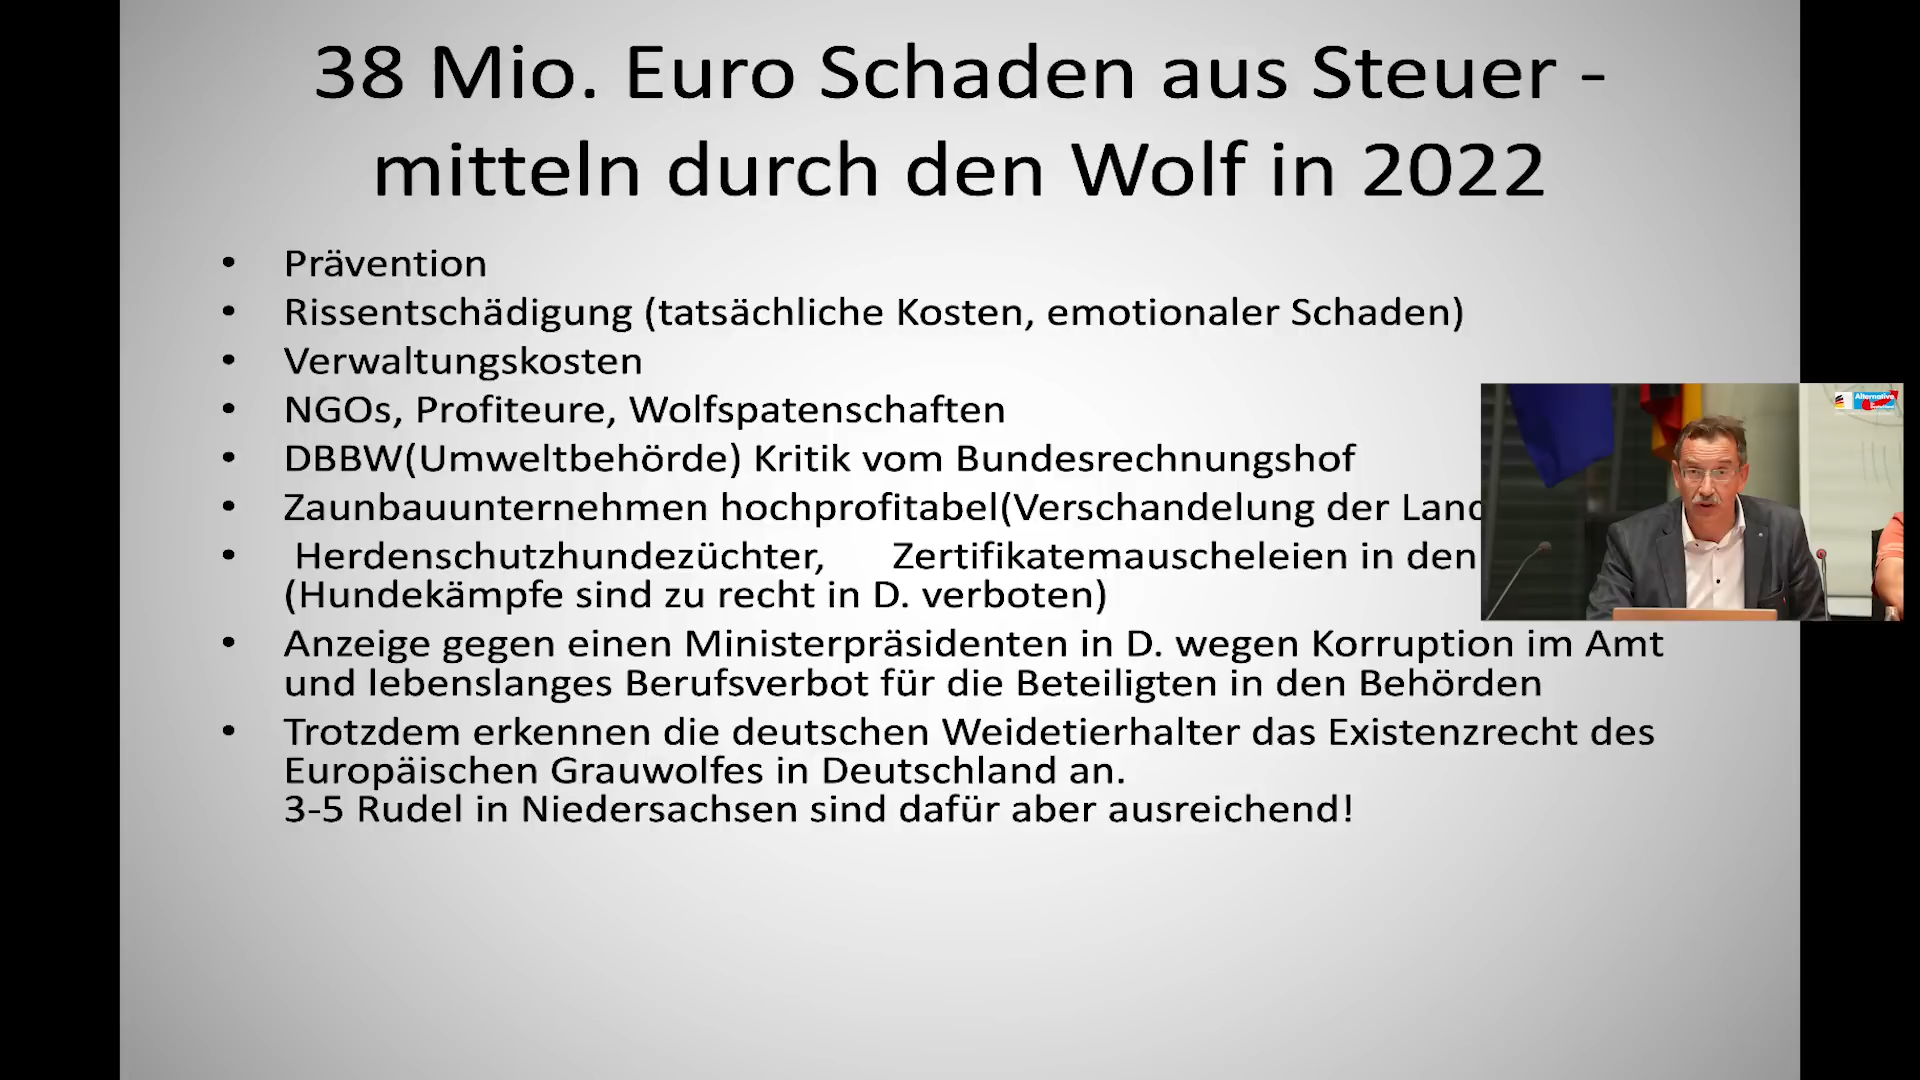 38 Mio. Euro Schaden aus Steuer -
mitteln durch den Wolf in 2022
• Prävention
• Rissentschädigung (tatsächliche Kosten, emotionaler Schaden)
• Verwaltungskosten
• NGOs, Profiteure, Wolfspatenschaften
• DBBW(Umweltbehörde) Kritik vom Bundesrechnungshof
• Zaunbauunternehmen hochprofitabel(Verschandelung der Land
• Herdenschutzhundezüchter, Zertifikatemauscheleien in den
(Hundekämpfe sind zu recht in D. verboten)
• Anzeige gegen einen Ministerpräsidenten in D. wegen Korruption im Amt
und lebenslanges Berufsverbot für die Beteiligten in den Behörden
• Trotzdem erkennen die deutschen Weidetierhalter das Existenzrecht des
Europäischen Grauwolfes in Deutschland an.
3-5 Rudel in Niedersachsen sind dafür aber ausreichend!
Alternative